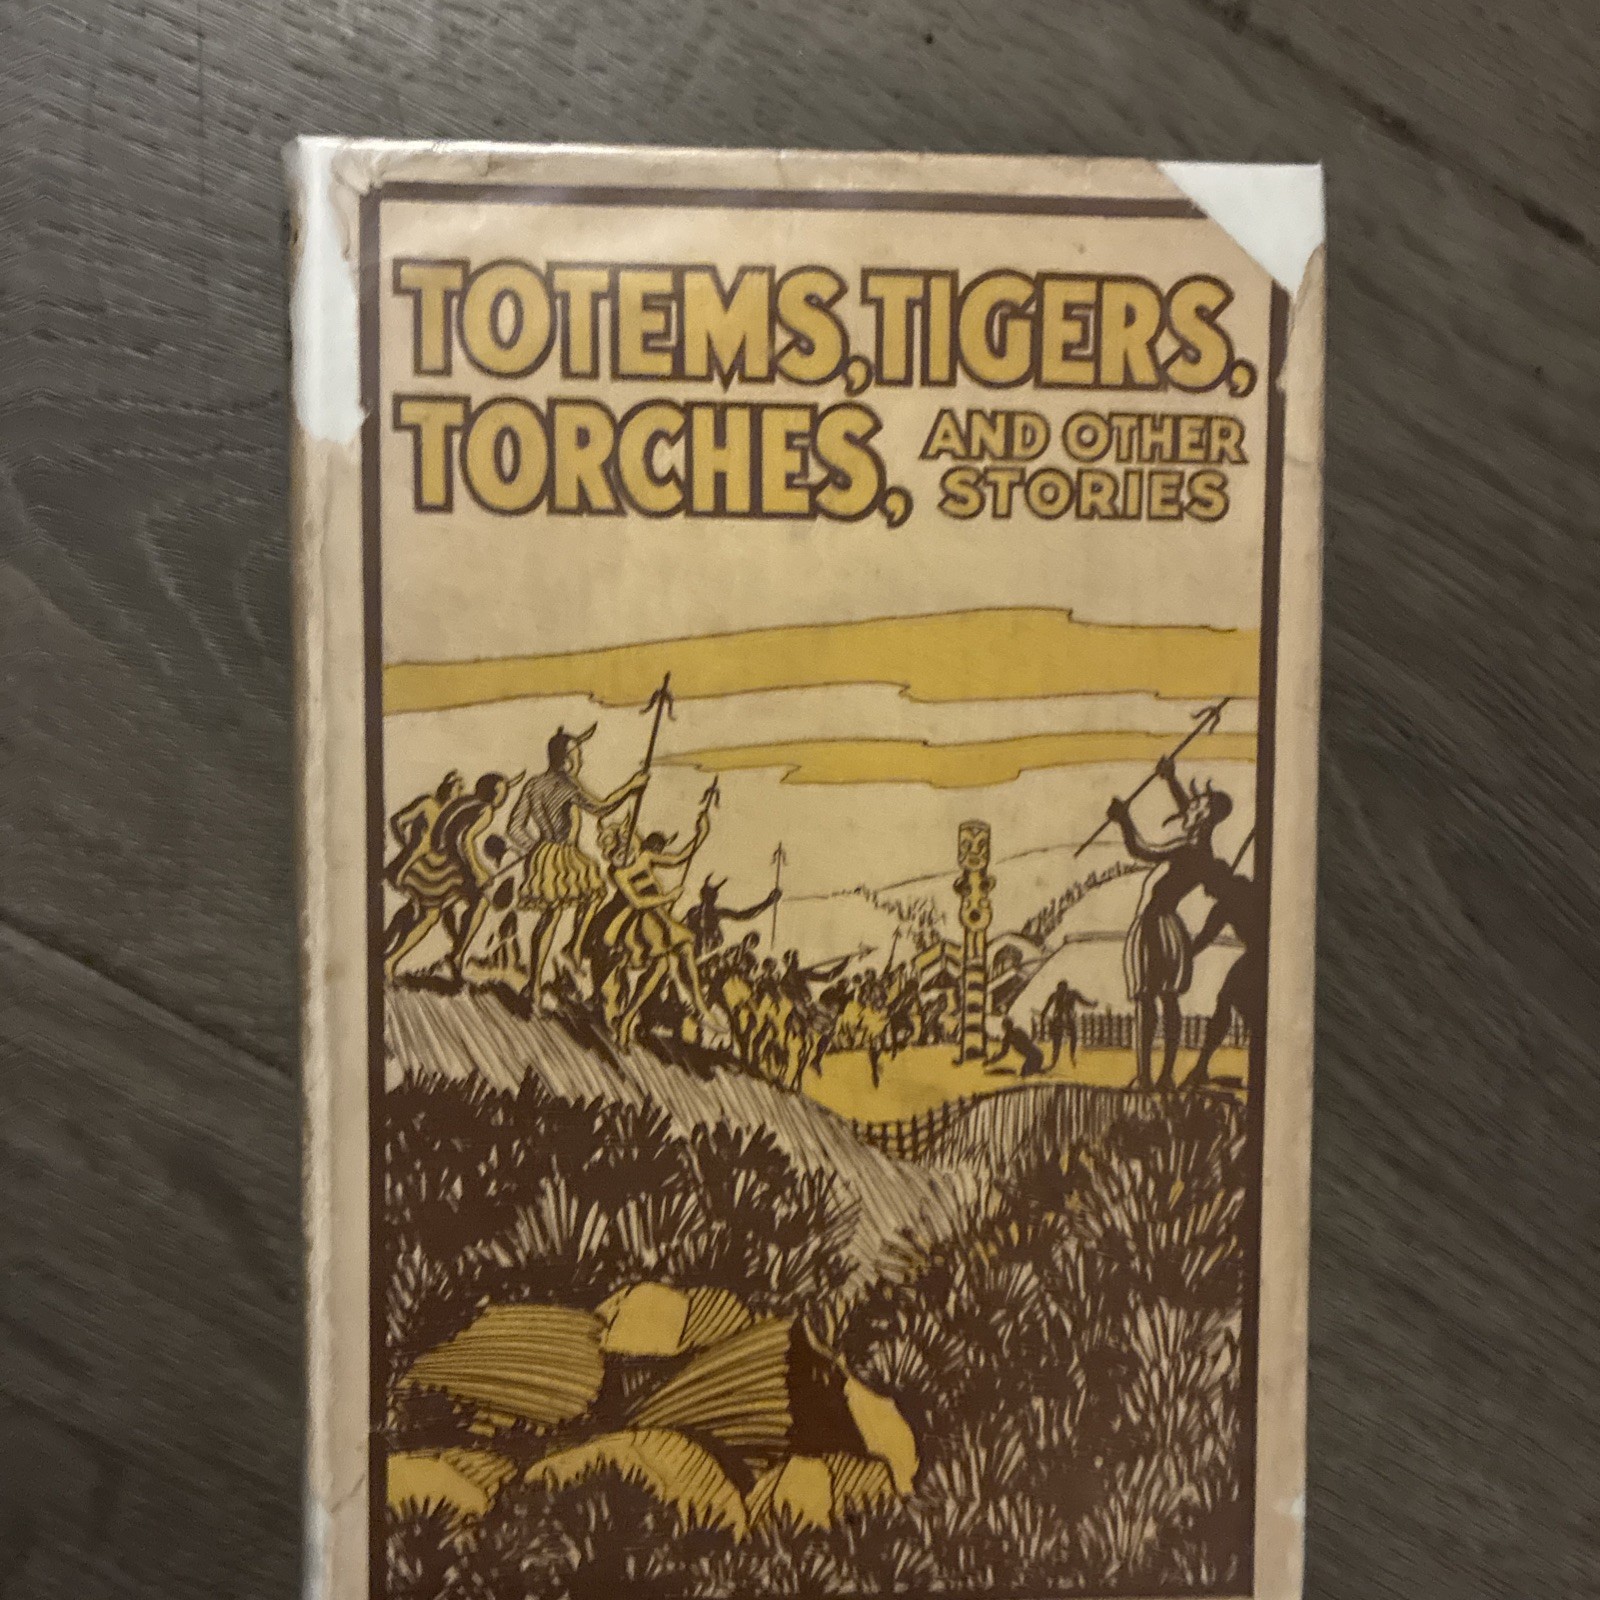 TOTEMS, TIGERS,
TORCHES, AND OTHER
STORIES